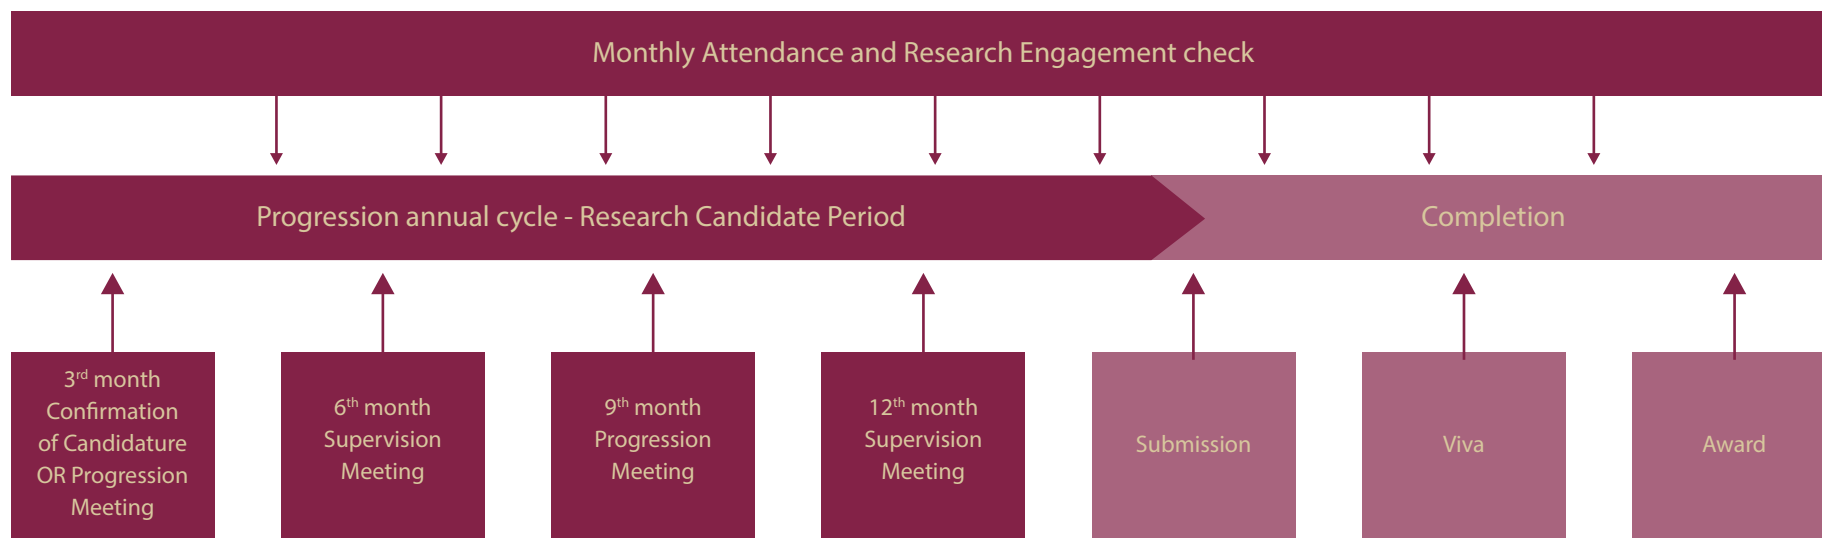 Monthly Attendance and Research Engagement check
Progression annual cycle - Research Candidate Period
Completion
3rd month
Confirmation
of Candidature
OR Progression
Meeting
6th month
Supervision
Meeting
9th month
Progression
Meeting
12th month
Supervision
Meeting
Submission
Viva
Award